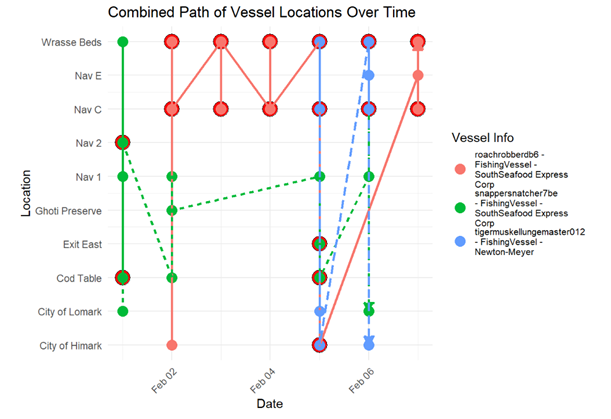 Combined Path of Vessel Locations Over Time
Wrasse Beds
Nav E
Nav C
Nav 2
Nav 1
Ghoti Preserve
Exit East
Cod Table
City of Lomark
City of Himark
Location
Feb 02
Feb 04
Feb 06
Date
Vessel Info
roachrobberdb6 -
FishingVessel -
SouthSeafood Express
Corp
snappersnatcher7be
- FishingVessel -
SouthSeafood Express
Corp
tigermuskellungemaster012
- FishingVessel -
Newton-Meyer